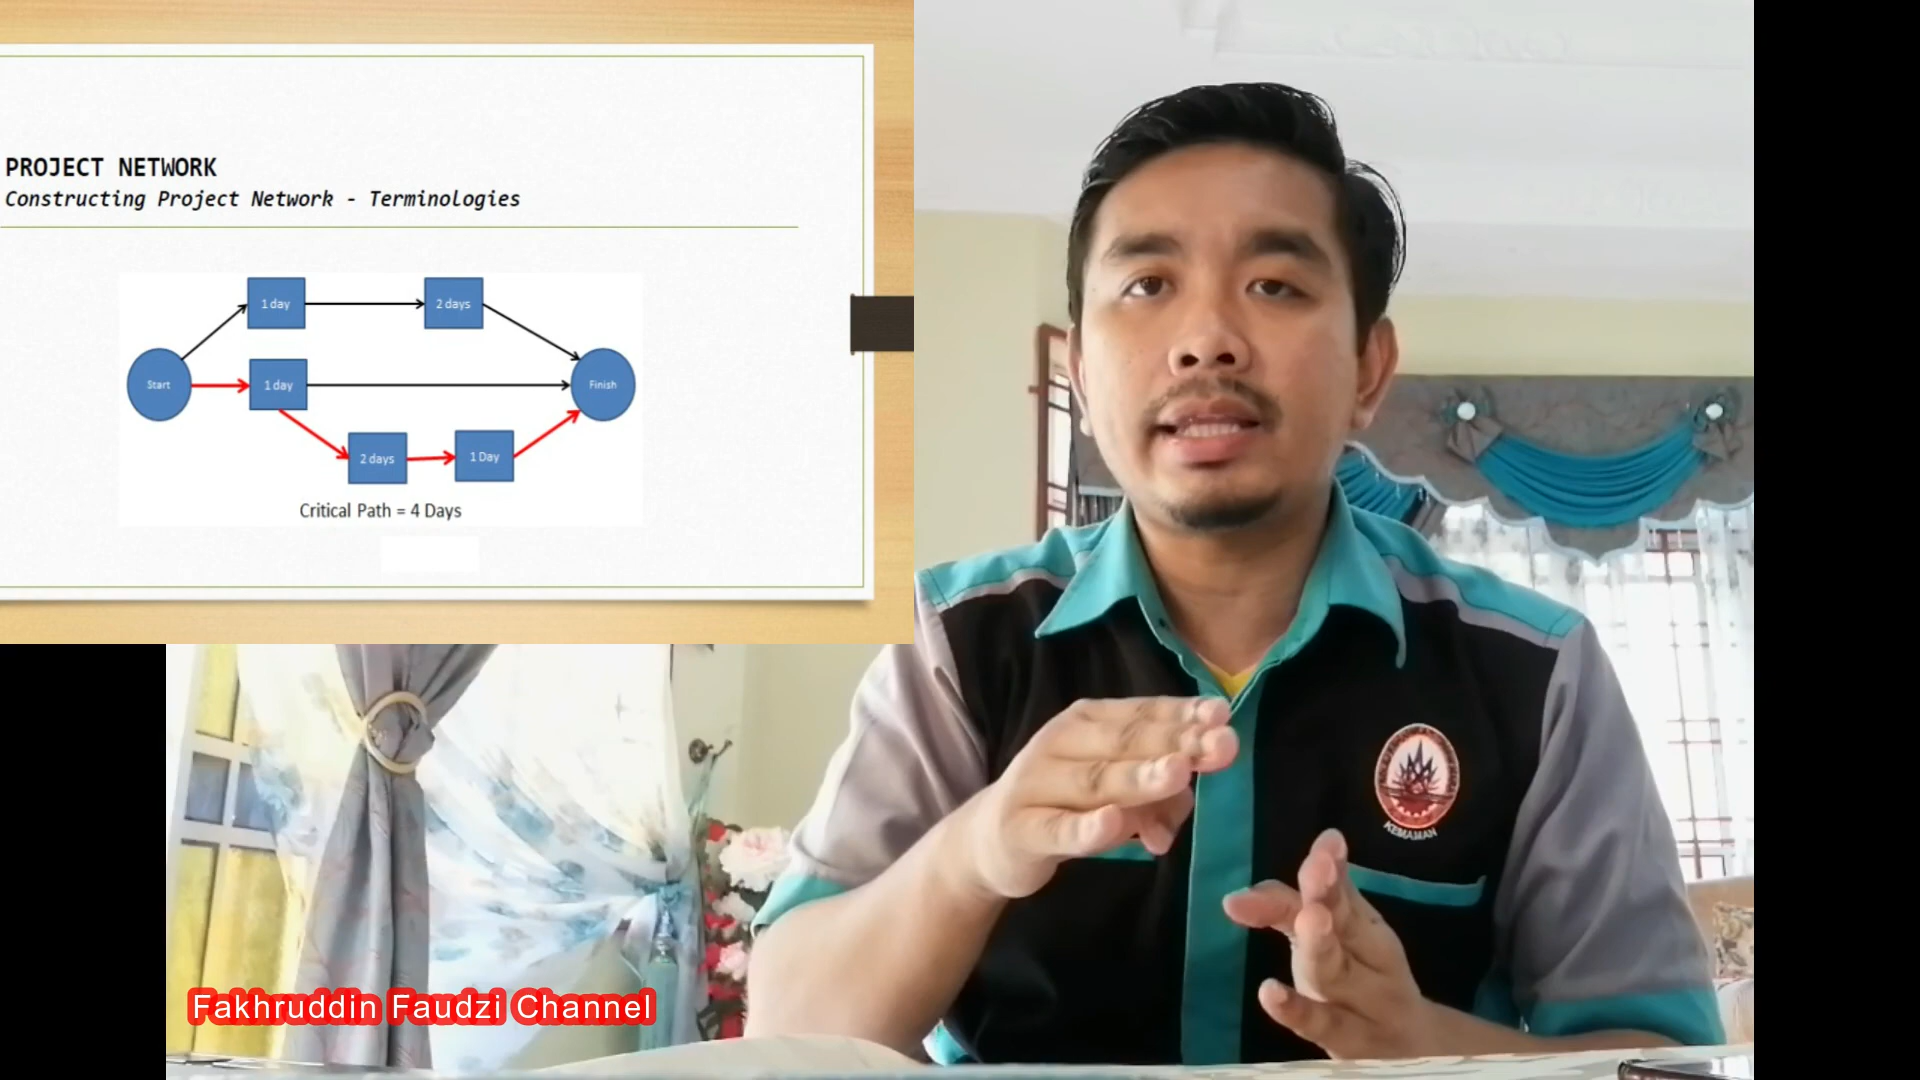 PROJECT NETWORK
Constructing Project Network - Terminologies
1 day
2 days
Start
1 day
Finish
2 days
1 Day
Critical Path = 4 Days
KEMAMAN
Fakhruddin Faudzi Channel